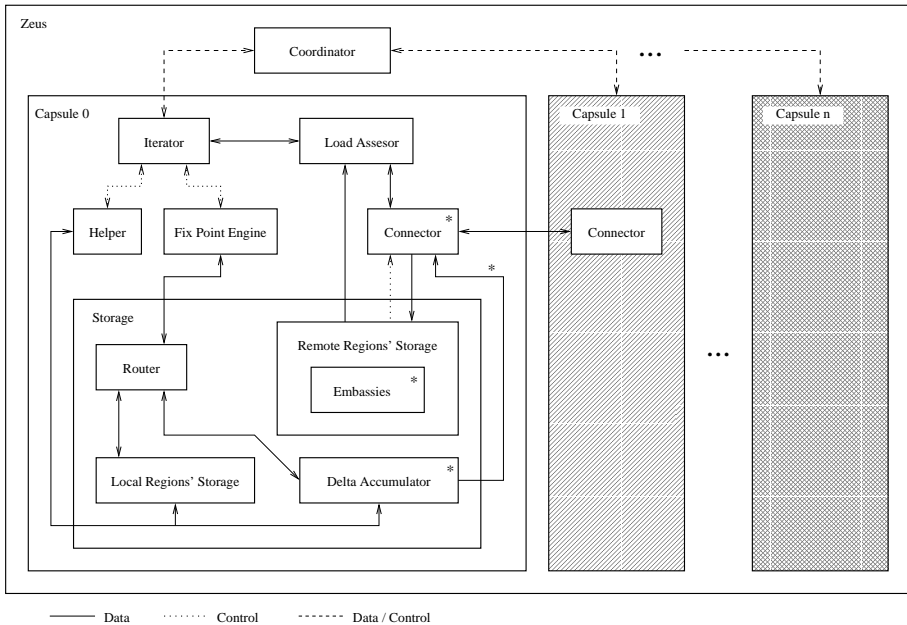 Zeus
Coordinator
...
Capsule 0
Capsule 1
Capsule n
Iterator
Load Assesor
Helper
Fix Point Engine
Connector
*
Connector
*
Storage
Remote Regions' Storage
Router
...
Embassies
*
Local Regions' Storage
Delta Accumulator
*
Data
Control
Data / Control